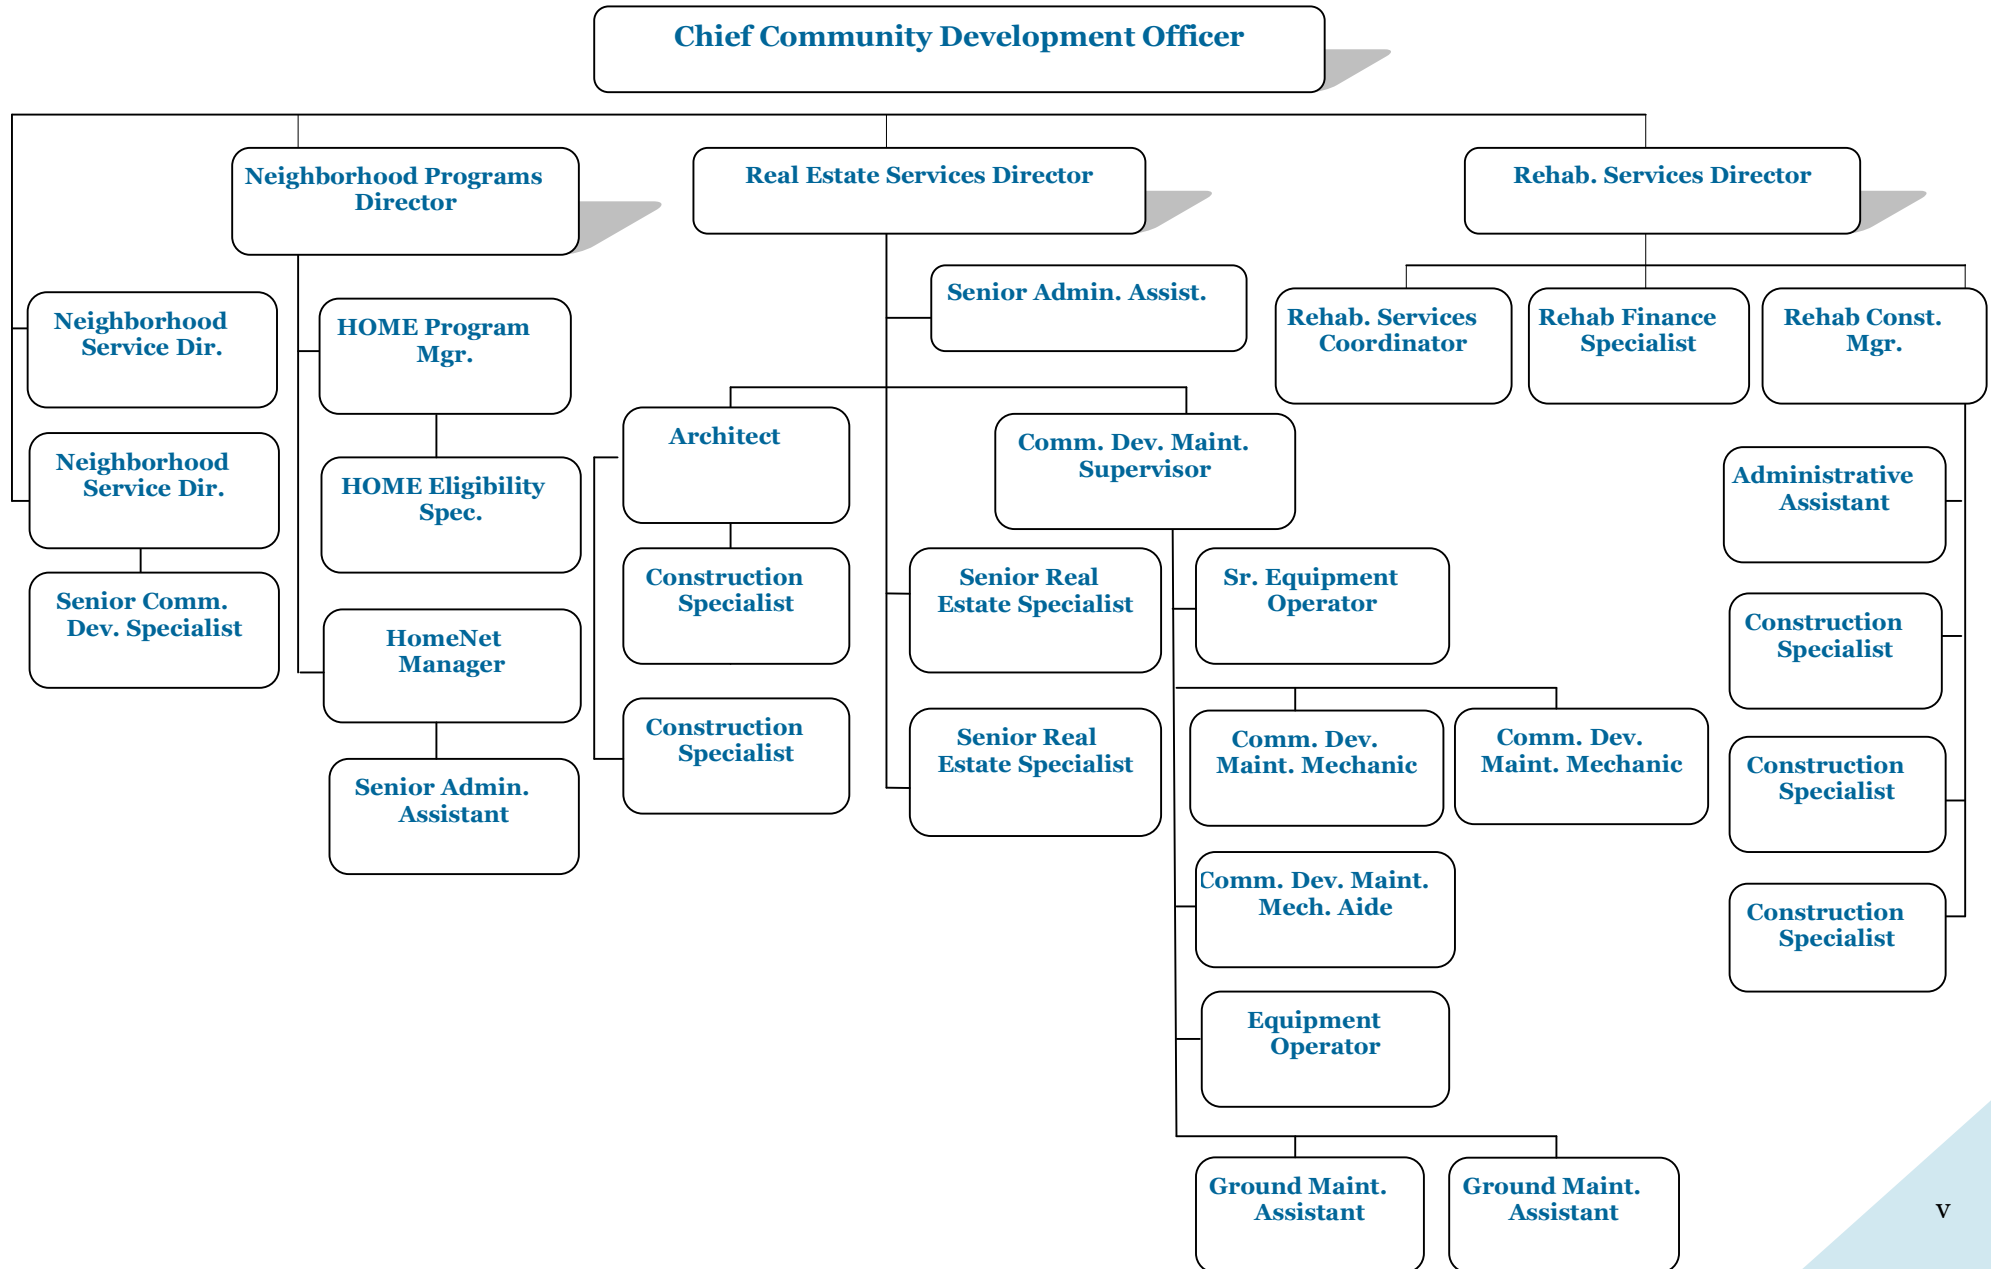 Chief Community Development Officer
Neighborhood Programs
Director
Real Estate Services Director
Rehab. Services Director
Neighborhood
Service Dir.
Neighborhood
Service Dir.
Senior Comm.
Dev. Specialist
HOME Program
Mgr.
HOME Eligibility
Spec.
HomeNet
Manager
Senior Admin.
Assistant
Senior Admin. Assist.
Architect
Construction
Specialist
Construction
Specialist
Senior Real
Estate Specialist
Senior Real
Estate Specialist
Comm. Dev. Maint.
Supervisor
Sr. Equipment
Operator
Comm. Dev.
Maint. Mechanic
Comm. Dev.
Maint. Mechanic
Comm. Dev. Maint.
Mech. Aide
Equipment
Operator
Ground Maint.
Assistant
Ground Maint.
Assistant
Rehab. Services
Coordinator
Rehab Finance
Specialist
Rehab Const.
Mgr.
Administrative
Assistant
Construction
Specialist
Construction
Specialist
Construction
Specialist
v